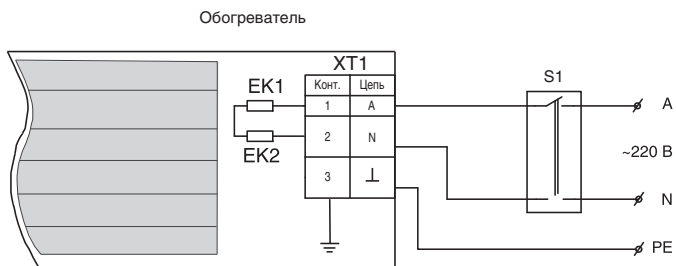 Обогреватель
XT1
EK1
EK2
Конт. Цепь
1 A
2 N
3 ⊥
S1
A
~220 В
N
PE